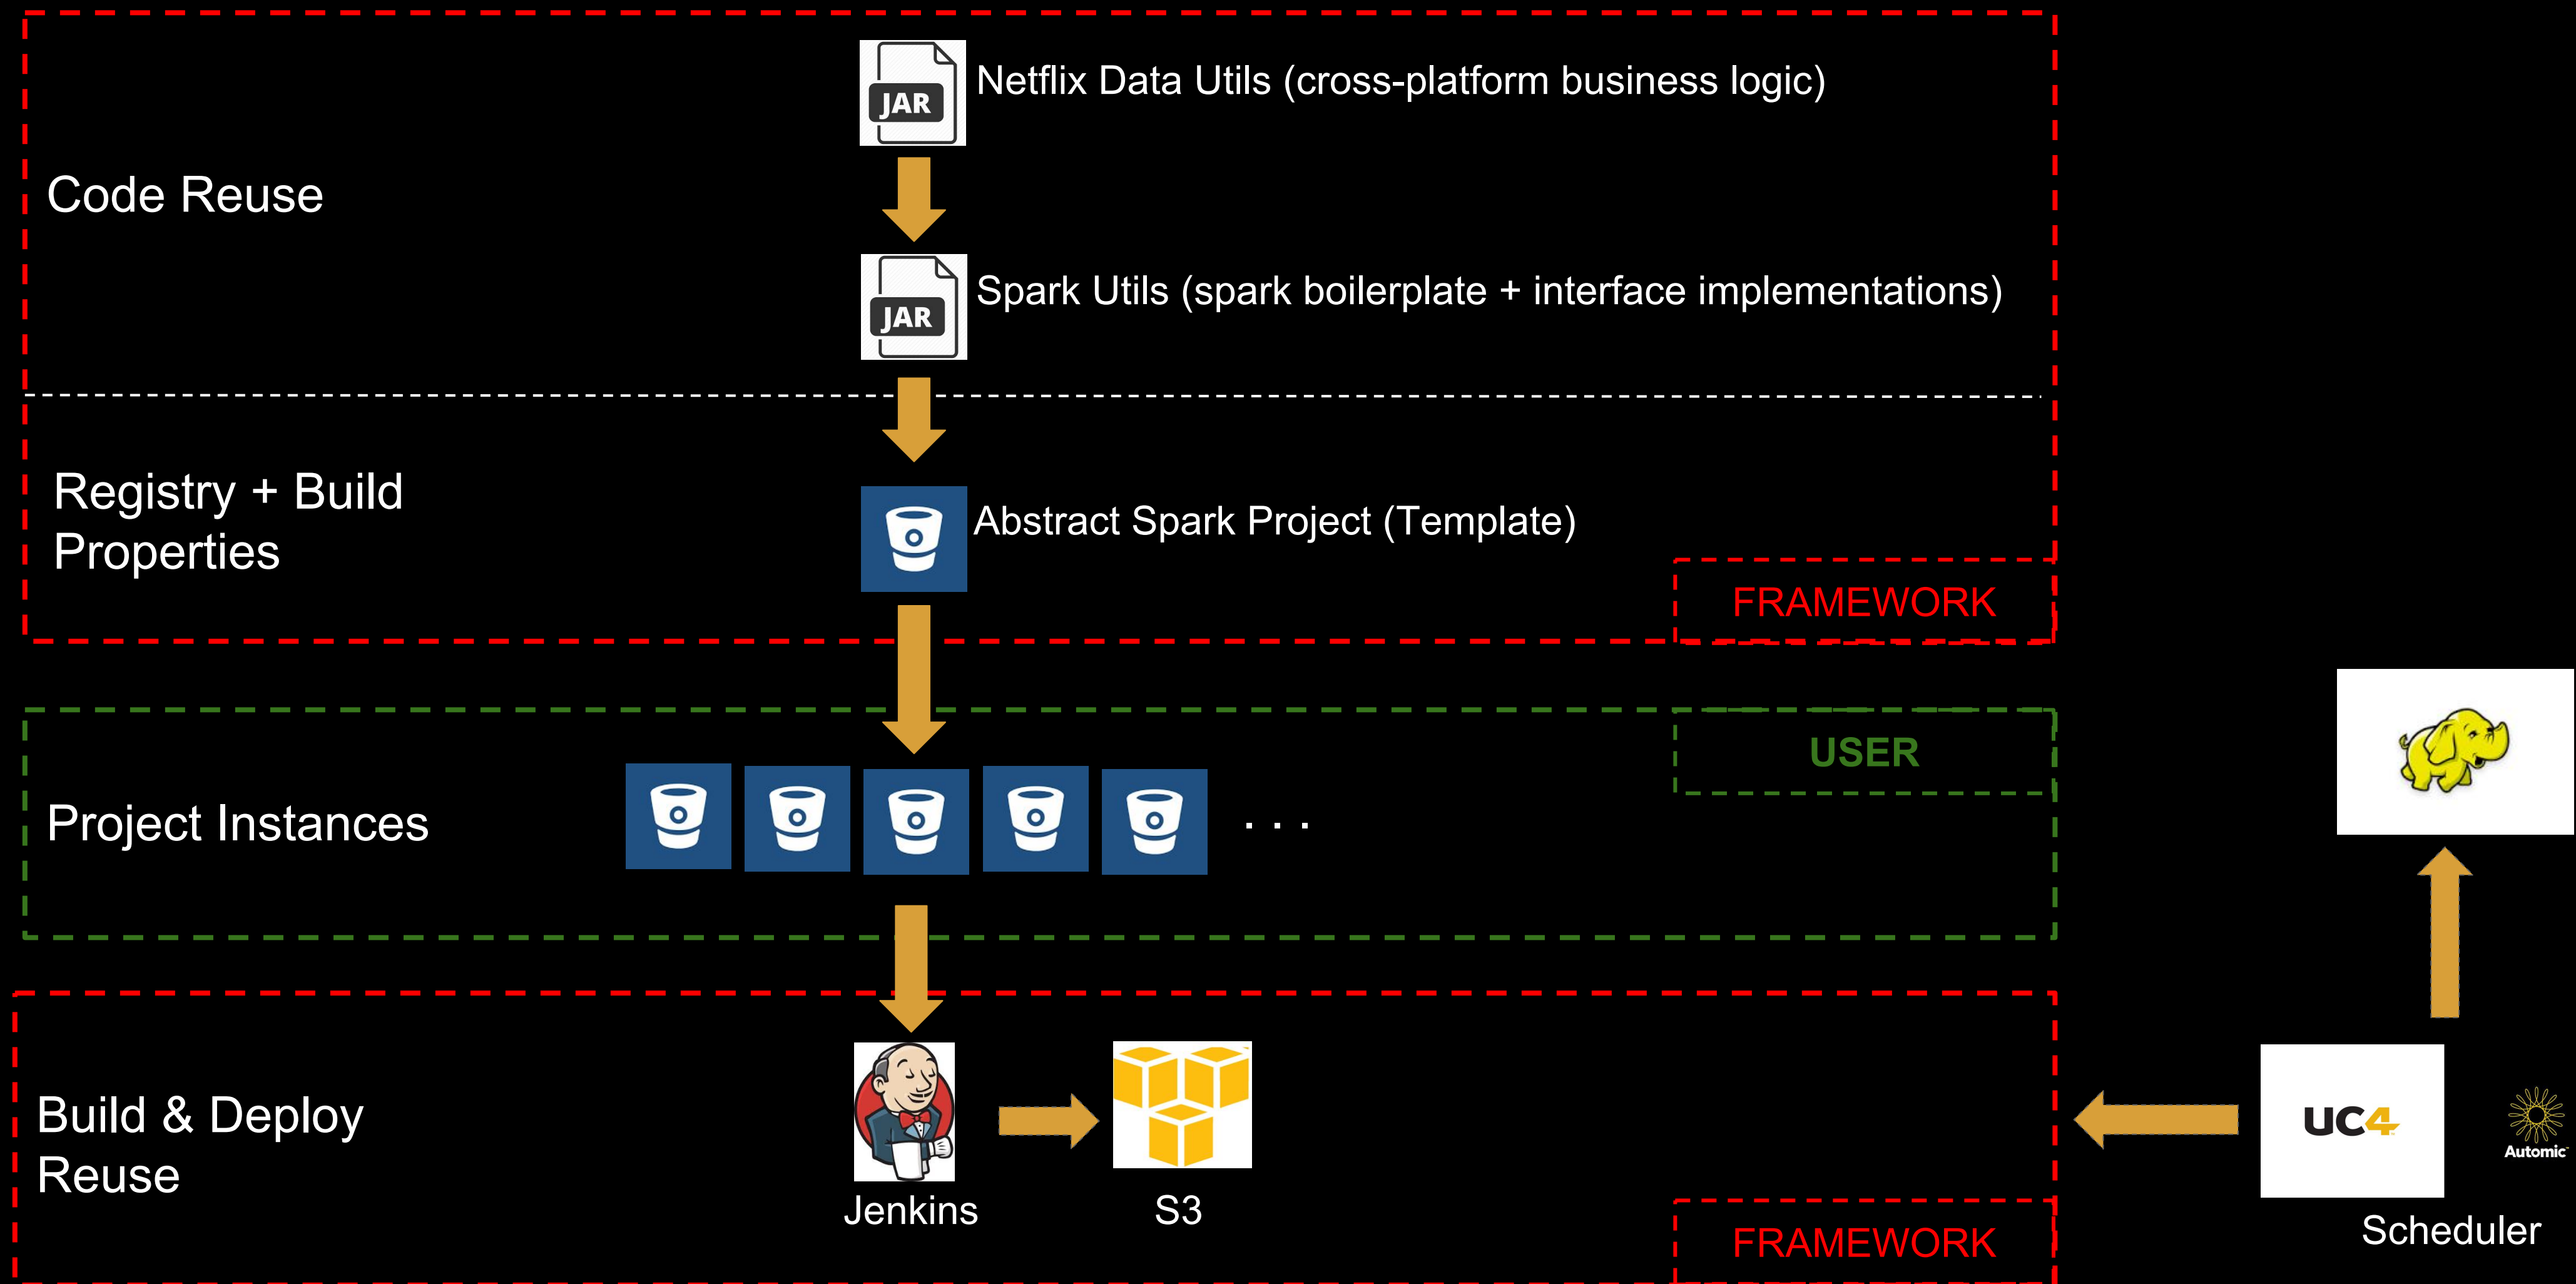 JAR
Netflix Data Utils (cross-platform business logic)
Code Reuse
JAR
Spark Utils (spark boilerplate + interface implementations)
Registry + Build
Properties
Abstract Spark Project (Template)
FRAMEWORK
USER
Project Instances
. . .
Build & Deploy
Reuse
Jenkins
S3
FRAMEWORK
UC4
Automic
Scheduler